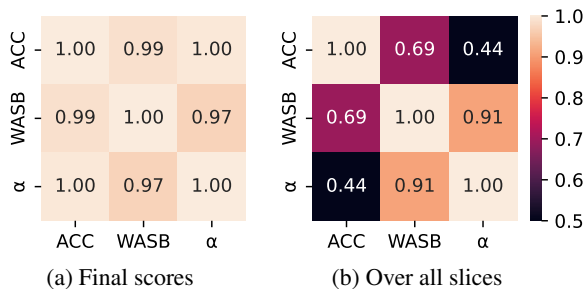 ACC 1.00 0.99 1.00
WASB 0.99 1.00 0.97
α 1.00 0.97 1.00
ACC WASB α
(a) Final scores
ACC 1.00 0.69 0.44
WASB 0.69 1.00 0.91
α 0.44 0.91 1.00
ACC WASB α
1.0
0.9
0.8
0.7
0.6
0.5
(b) Over all slices